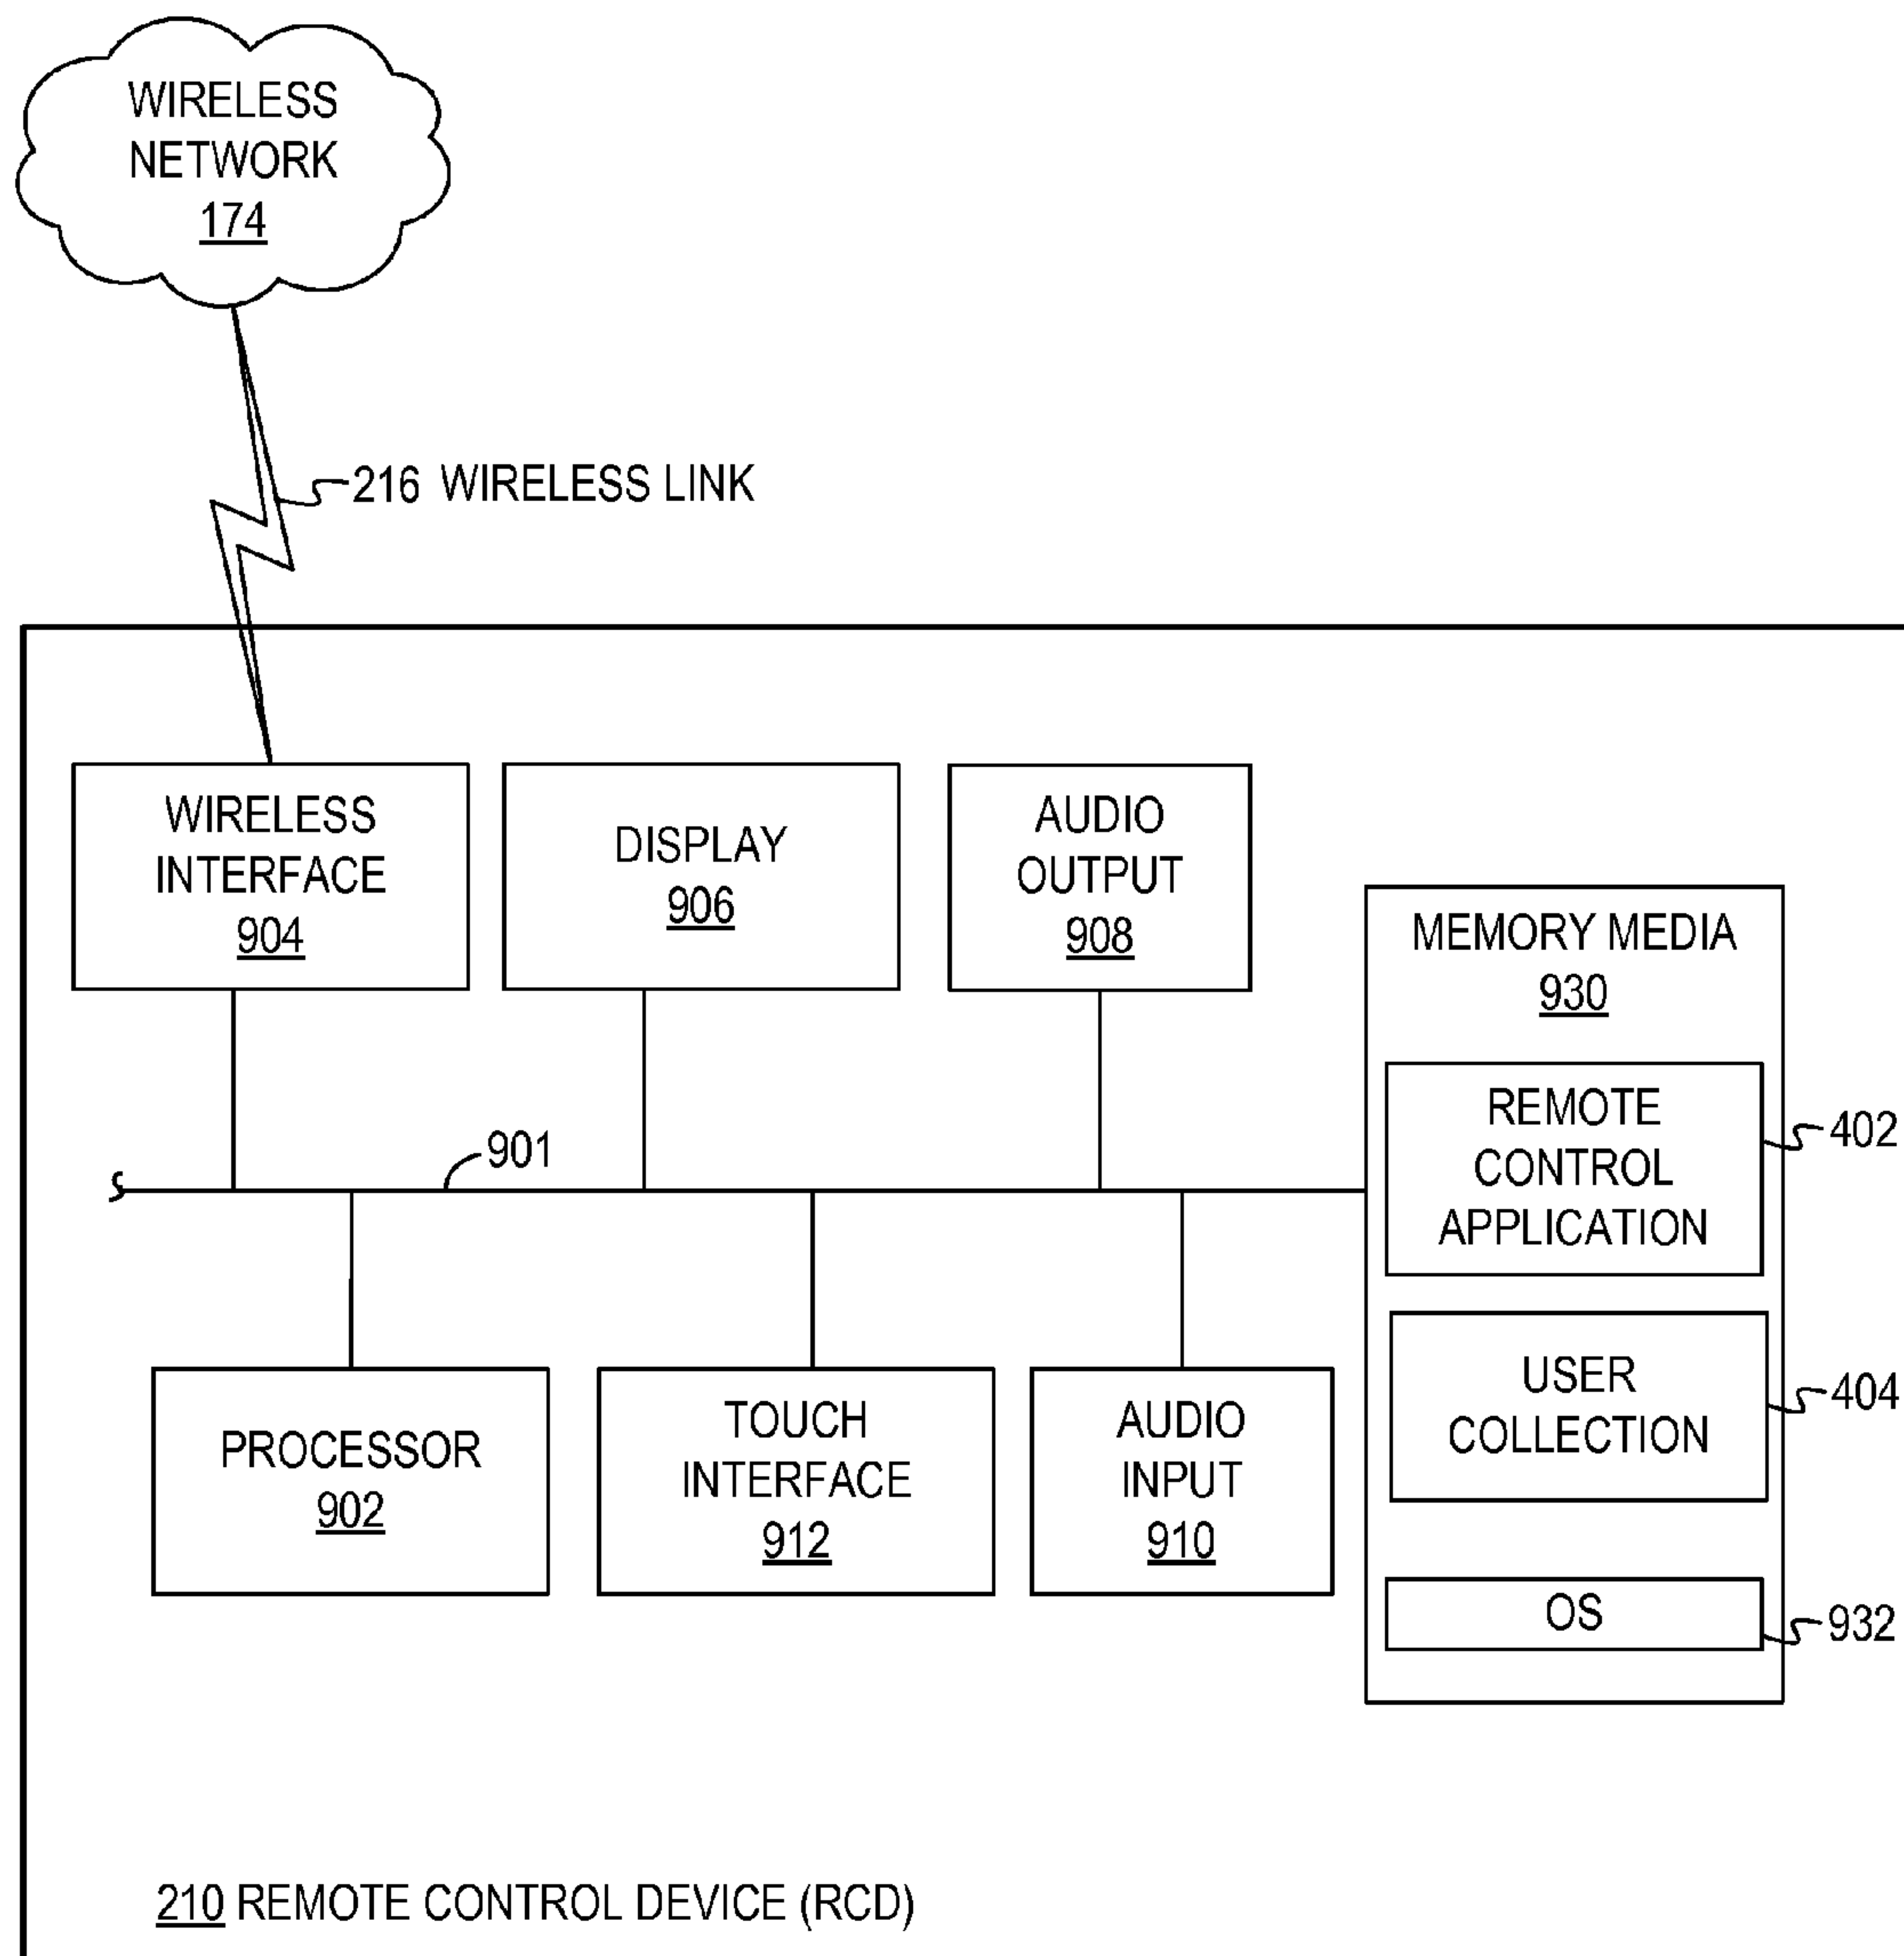 WIRELESS
NETWORK
174
216 WIRELESS LINK
WIRELESS
INTERFACE
904
DISPLAY
906
AUDIO
OUTPUT
908
MEMORY MEDIA
930
REMOTE
CONTROL
APPLICATION
402
901
USER
COLLECTION
404
PROCESSOR
902
TOUCH
INTERFACE
912
AUDIO
INPUT
910
OS
932
210 REMOTE CONTROL DEVICE (RCD)